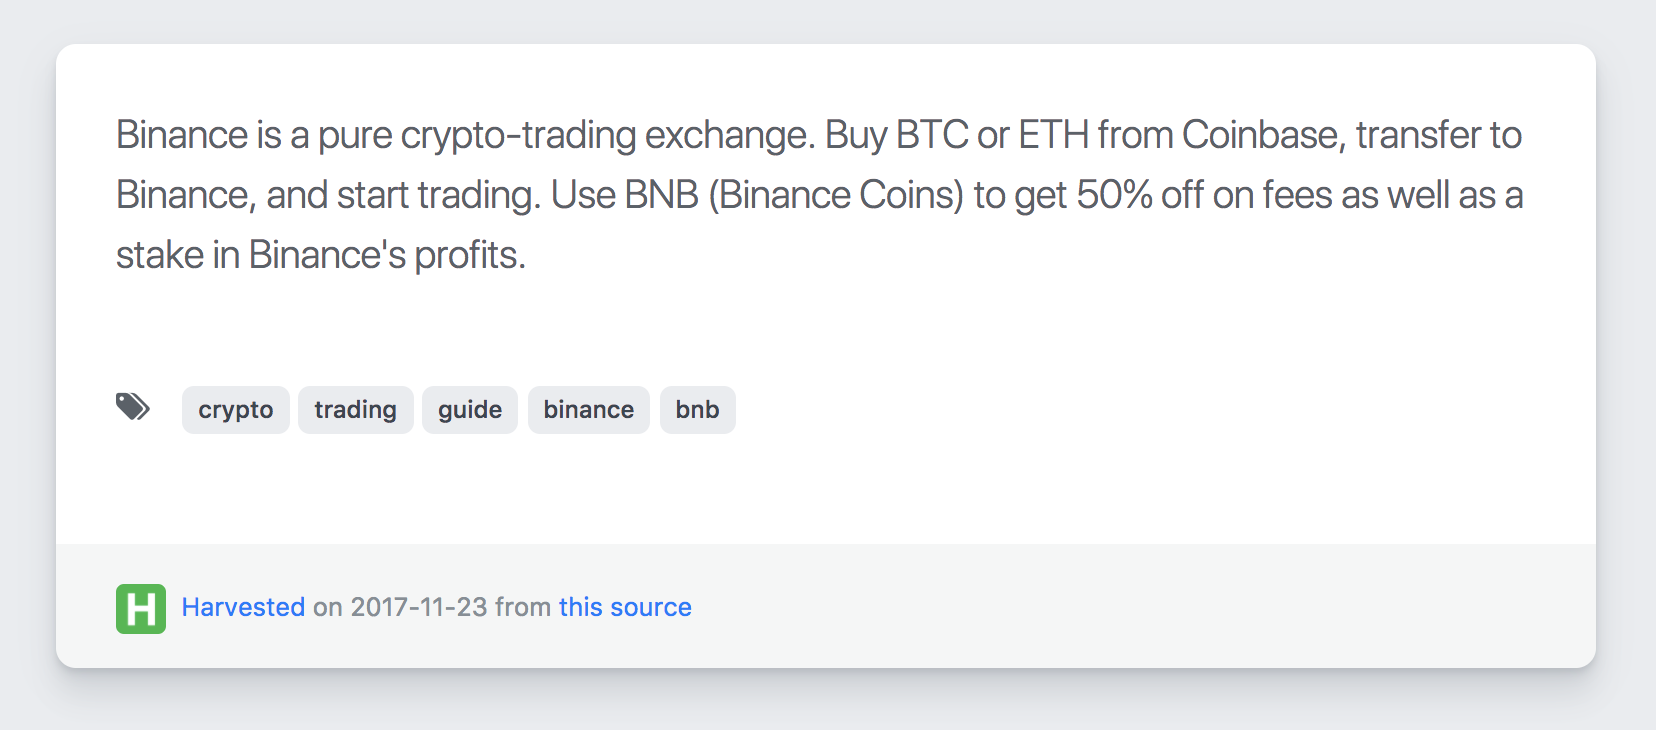 Binance is a pure crypto-trading exchange. Buy BTC or ETH from Coinbase, transfer to
Binance, and start trading. Use BNB (Binance Coins) to get 50% off on fees as well as a
stake in Binance's profits.
crypto trading guide binance bnb
H Harvested on 2017-11-23 from this source